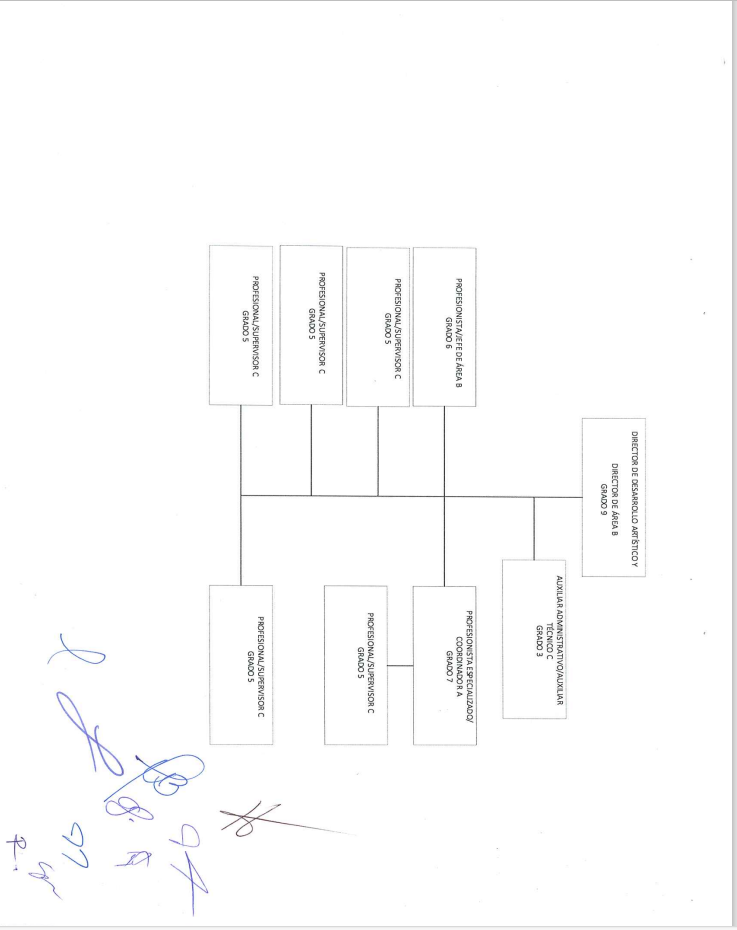 DIRECTOR DE DESARROLLO ARTÍSTICO Y
DIRECTOR DE ÁREA B
GRADO 9
AUXILIAR ADMINISTRATIVO/AUXILIAR
TÉCNICO C
GRADO 3
PROFESIONISTA/JEFE DE ÁREA B
GRADO 6
PROFESIONISTA ESPECIALIZADO/
COORDINADOR A
GRADO 7
PROFESIONAL/SUPERVISOR C
GRADO 5
PROFESIONAL/SUPERVISOR C
GRADO 5
PROFESIONAL/SUPERVISOR C
GRADO 5
PROFESIONAL/SUPERVISOR C
GRADO 5
PROFESIONAL/SUPERVISOR C
GRADO 5